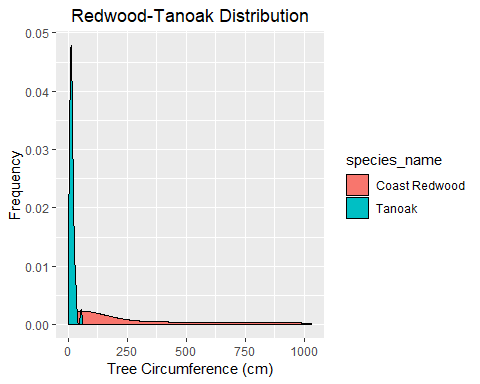 Redwood-Tanoak Distribution
0.05
0.04
0.03
0.02
0.01
0.00
Frequency
0 250 500 750 1000
Tree Circumference (cm)
species_name
Coast Redwood
Tanoak